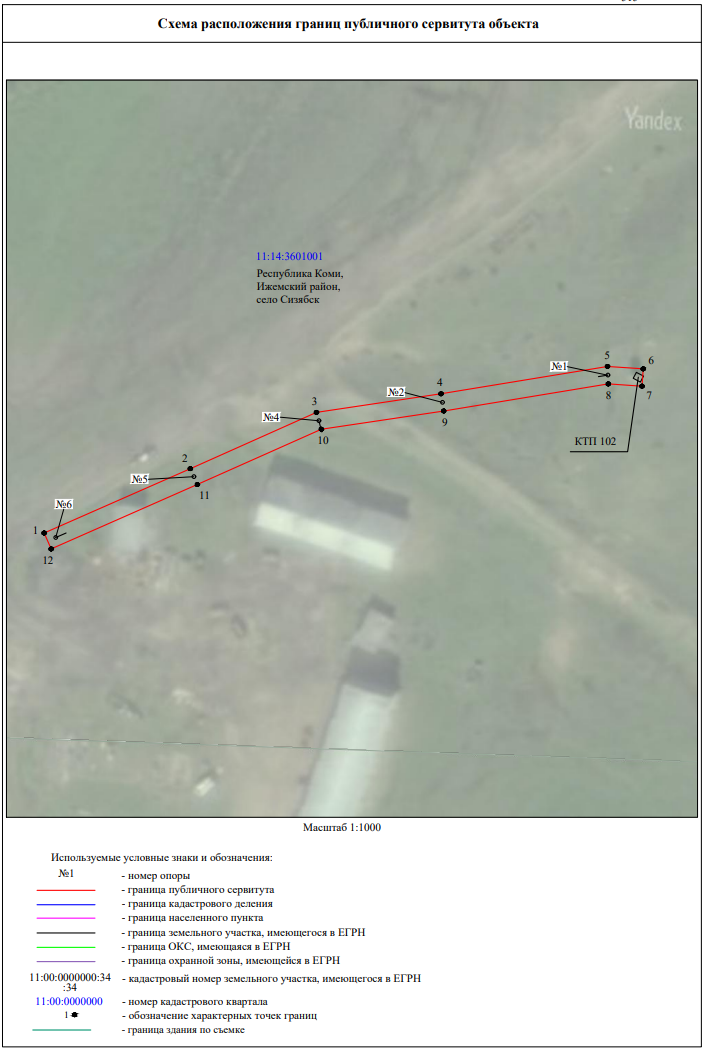 Схема расположения границ публичного сервитута объекта
Yandex
11:14:3601001
Республика Коми,
Ижемский район,
село Сизябск
5
6
№1
4
8
7
№2
3
9
№4
10
КТП 102
2
№5
11
№6
1
12
Масштаб 1:1000
Используемые условные знаки и обозначения:
№1 - номер опоры
- граница публичного сервитута
- граница кадастрового деления
- граница населенного пункта
- граница земельного участка, имеющегося в ЕГРН
- граница ОКС, имеющаяся в ЕГРН
- граница охранной зоны, имеющейся в ЕГРН
11:00:0000000:34 - кадастровый номер земельного участка, имеющегося в ЕГРН
:34
11:00:0000000 - номер кадастрового квартала
1 - обозначение характерных точек границ
- граница здания по съемке